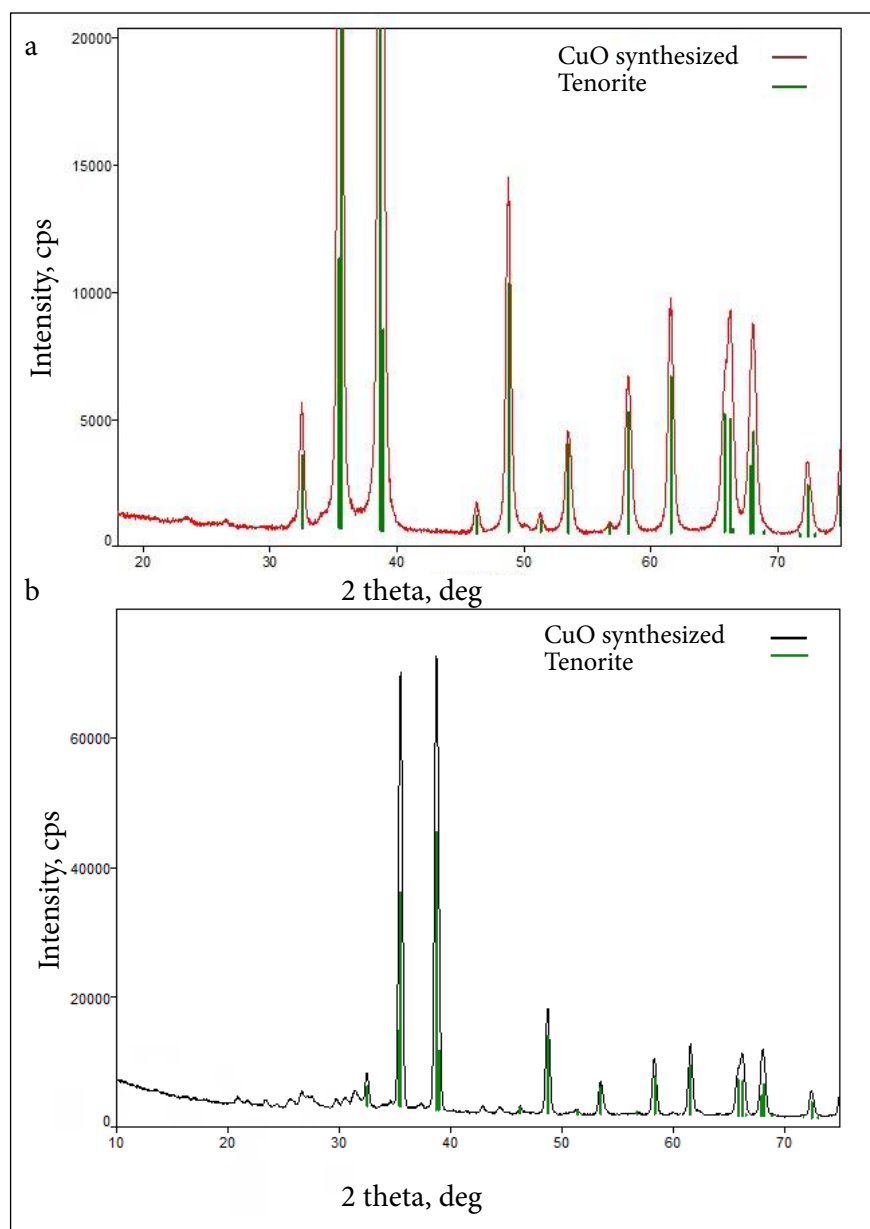 a
CuO synthesized
Tenorite
20000
15000
10000
5000
0
Intensity, cps
20 30 40 50 60 70
2 theta, deg
b
CuO synthesized
Tenorite
60000
40000
20000
0
Intensity, cps
10 20 30 40 50 60 70
2 theta, deg